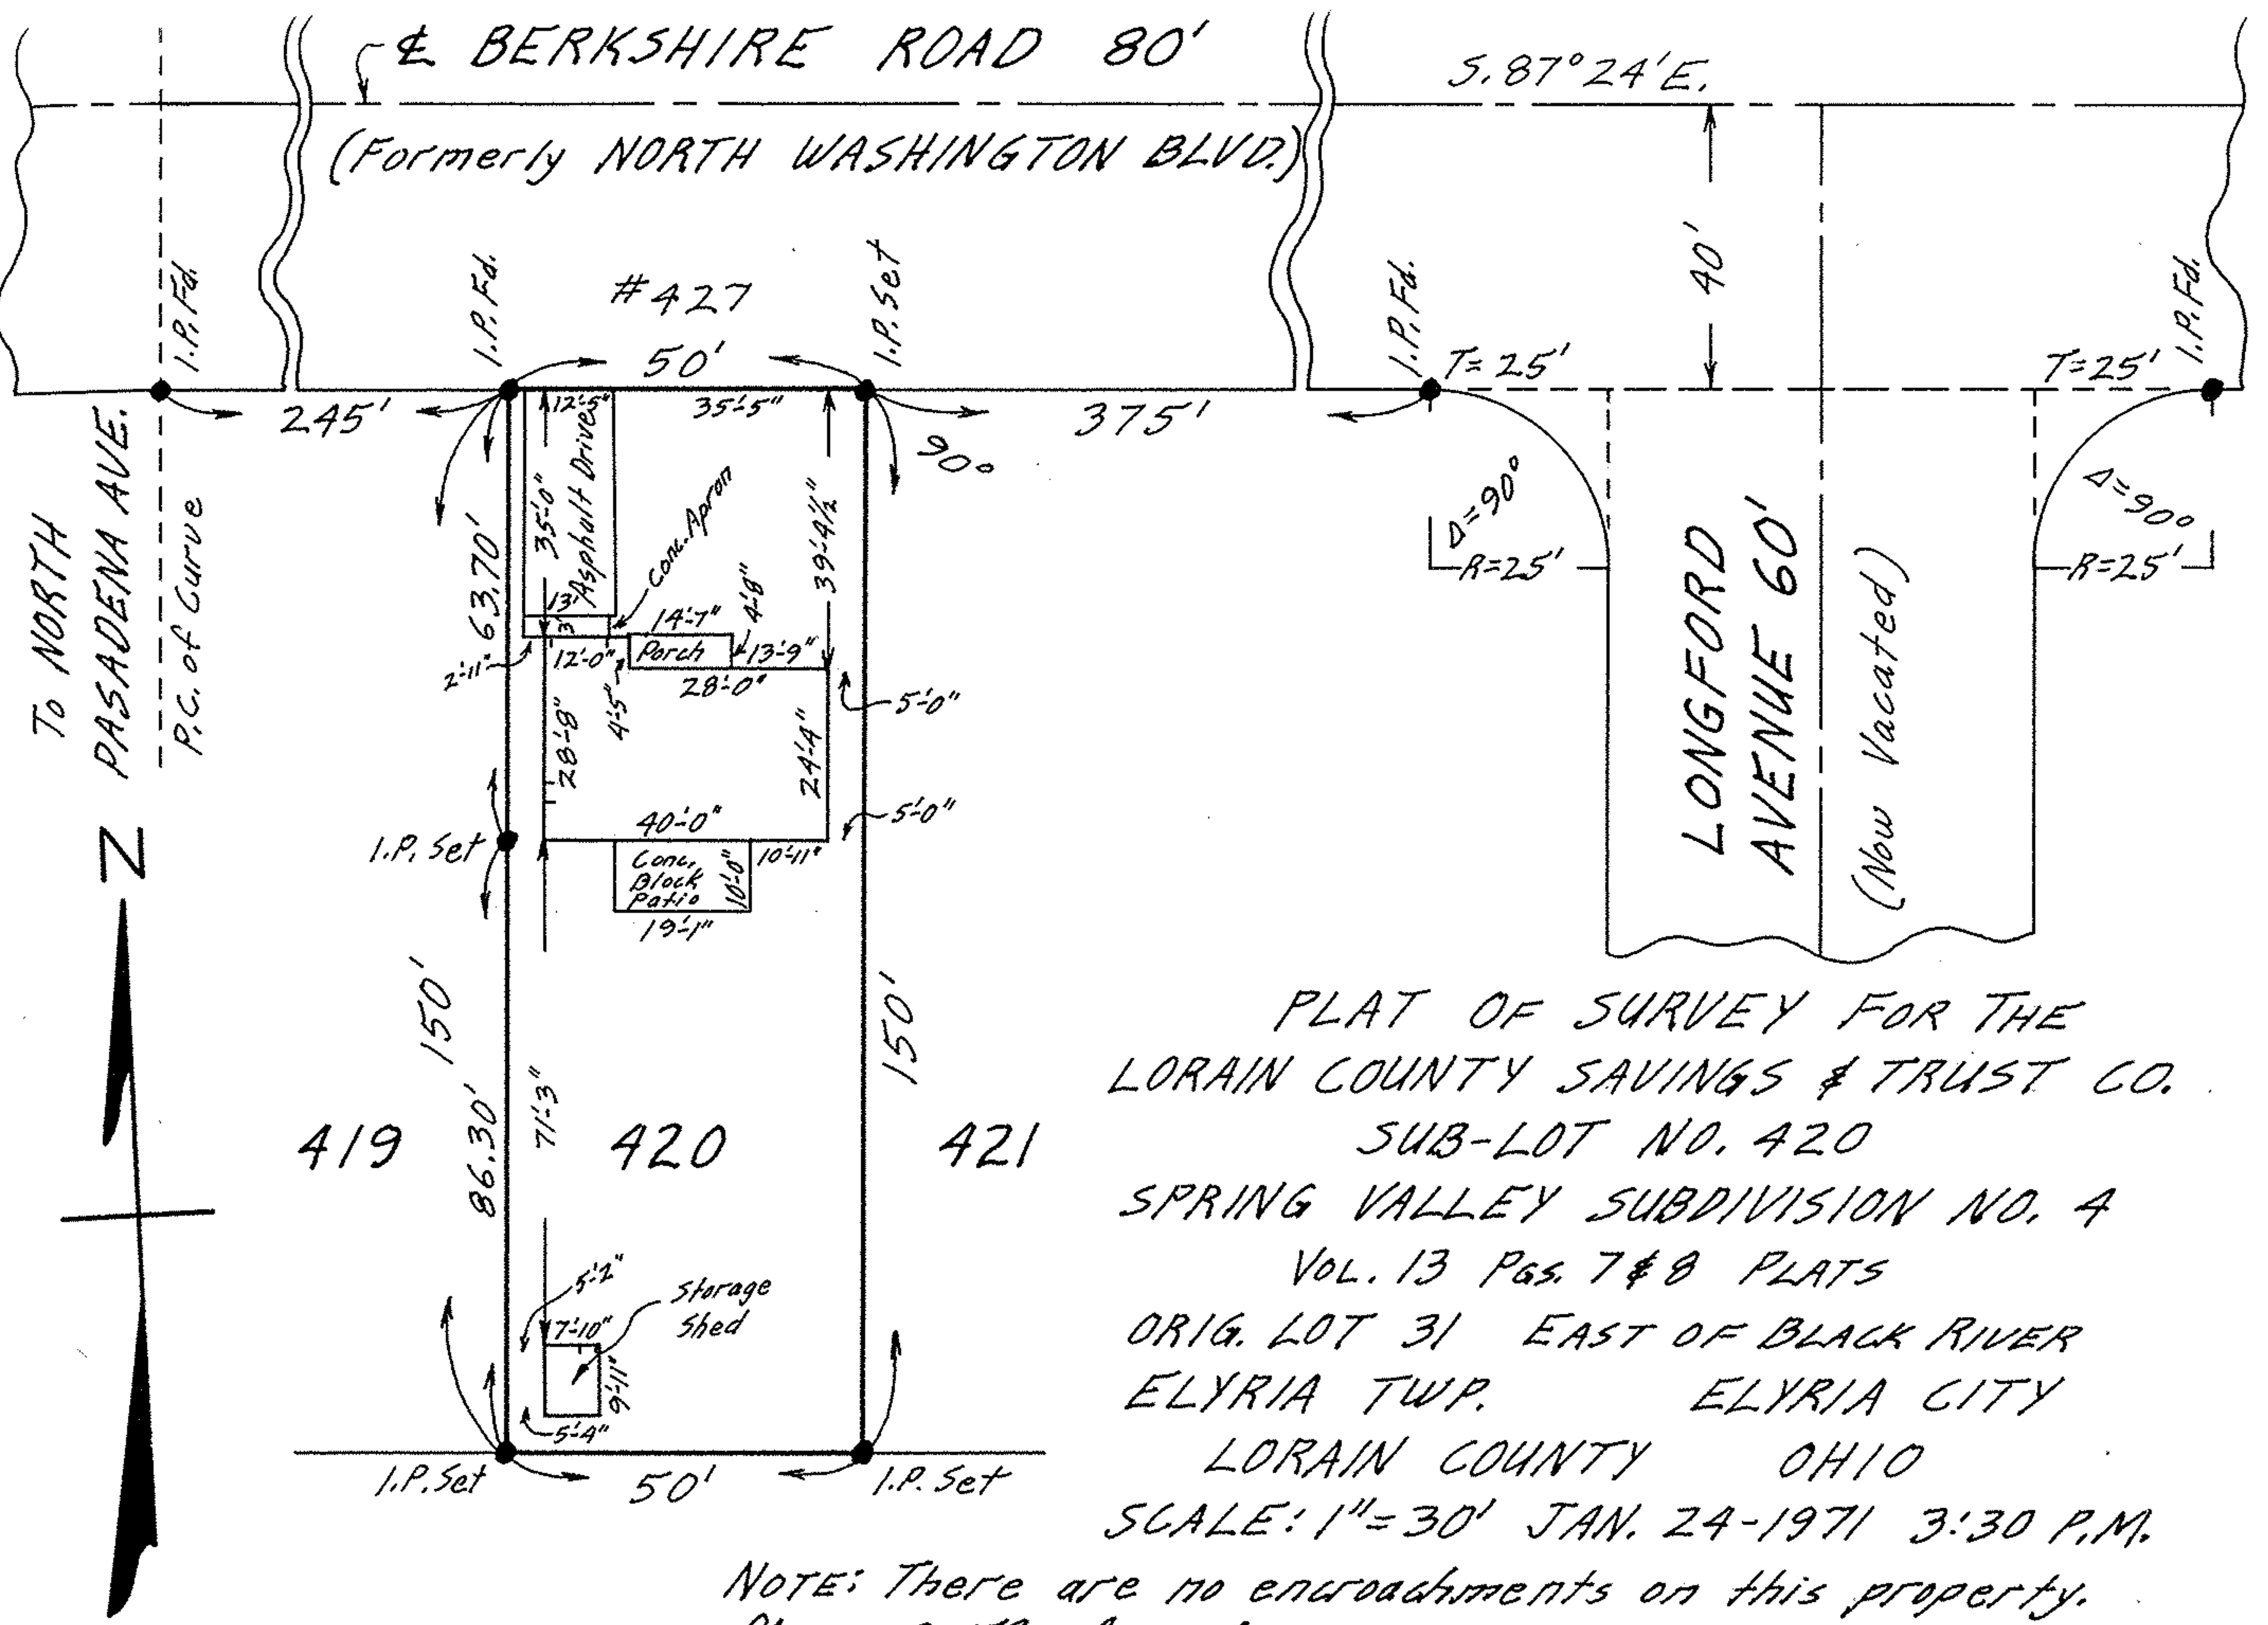 ℄ BERKSHIRE ROAD 80'
S. 87° 24' E.
(Formerly NORTH WASHINGTON BLVD.)
40'
I.P. Fd.
I.P. Fd.
#427
I.P. Set
I.P. Fd.
I.P. Fd.
50'
T=25'
T=25'
245'
12'-5"
35'-5"
375'
90°
To NORTH
PASADENA AVE.
P.C. of Curve
63.70'
35'-0"
Asphalt Drive
Conc. Apron
39'-4½"
Δ=90°
R=25'
Δ=90°
R=25'
LONGFORD
AVENUE 60'
(Now Vacated)
13'
3'
14'-7"
4'-8"
2'-11"
12'-0"
Porch
13'-9"
4'-5"
28'-0"
5'-0"
28'-8"
24'-4"
40'-0"
5'-0"
I.P. Set
Conc.
Block
Patio
10'-0"
10'-11"
19'-1"
N
150'
86.30'
71'-3"
150'
419
420
421
5'-2"
7'-10"
Storage
Shed
9'-11"
5'-4"
I.P. Set
50'
I.P. Set
PLAT OF SURVEY FOR THE
LORAIN COUNTY SAVINGS & TRUST CO.
SUB-LOT NO. 420
SPRING VALLEY SUBDIVISION NO. 4
VOL. 13 PGS. 7 & 8 PLATS
ORIG. LOT 31 EAST OF BLACK RIVER
ELYRIA TWP. ELYRIA CITY
LORAIN COUNTY OHIO
SCALE: 1"=30' JAN. 24-1971 3:30 P.M.
NOTE: There are no encroachments on this property.